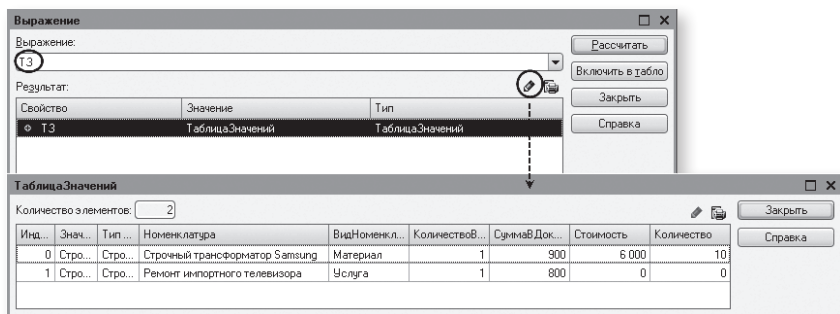 Выражение
Выражение:
ТЗ
Рассчитать
Включить в табло
Результат:
Закрыть
Свойство Значение Тип
Справка
ТЗ ТаблицаЗначений ТаблицаЗначений
ТаблицаЗначений
Количество элементов: 2
Закрыть
Инд... Знач... Тип ... Номенклатура ВидНоменкл... КоличествоВ... СуммаВДок... Стоимость Количество
Справка
0 Стро... Стро... Строчный трансформатор Samsung Материал 1 900 6 000 10
1 Стро... Стро... Ремонт импортного телевизора Услуга 1 800 0 0